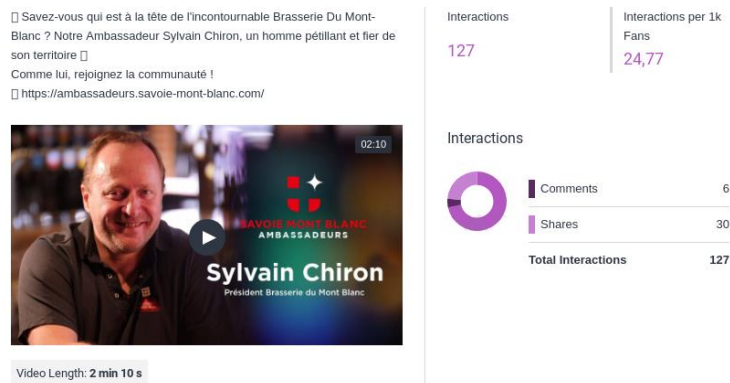 Savez-vous qui est à la tête de l'incontournable Brasserie Du Mont-
Blanc ? Notre Ambassadeur Sylvain Chiron, un homme pétillant et fier de
son territoire
Comme lui, rejoignez la communauté !
https://ambassadeurs.savoie-mont-blanc.com/
02:10
SAVOIE MONT BLANC
AMBASSADEURS
Sylvain Chiron
Président Brasserie du Mont Blanc
Video Length: 2 min 10 s
Interactions
127
Interactions per 1k
Fans
24,77
Interactions
Comments 6
Shares 30
Total Interactions 127